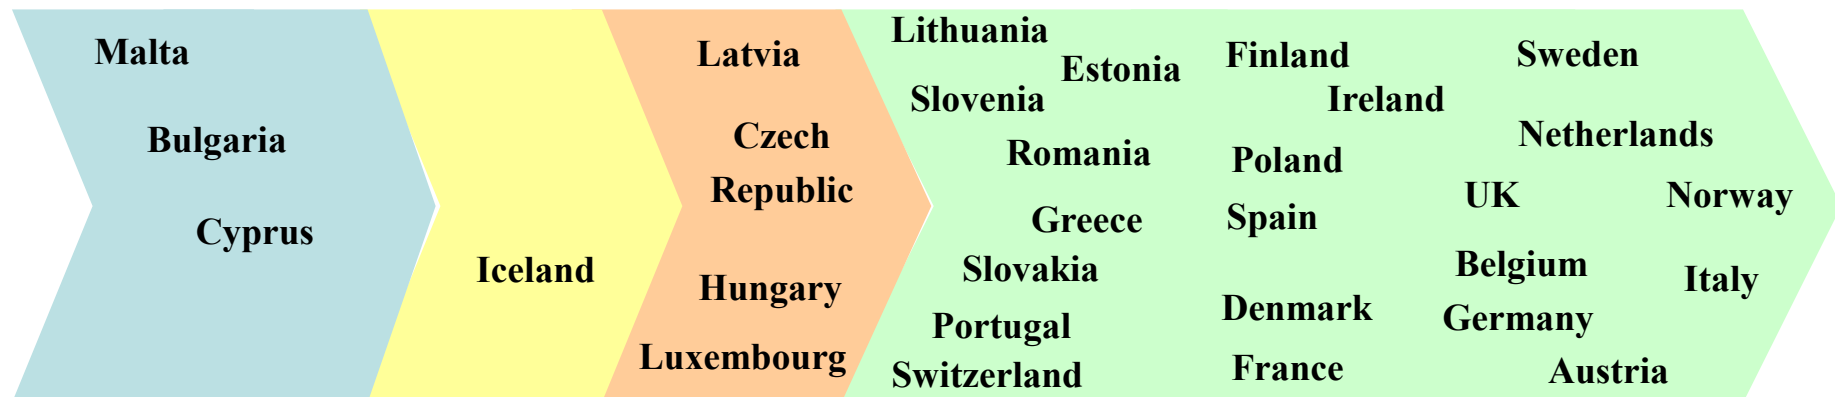 Malta
Bulgaria
Cyprus
Iceland
Latvia
Czech
Republic
Hungary
Luxembourg
Lithuania
Estonia
Slovenia
Romania
Greece
Slovakia
Portugal
Switzerland
Finland
Ireland
Poland
Spain
Denmark
France
Sweden
Netherlands
UK
Norway
Belgium
Italy
Germany
Austria